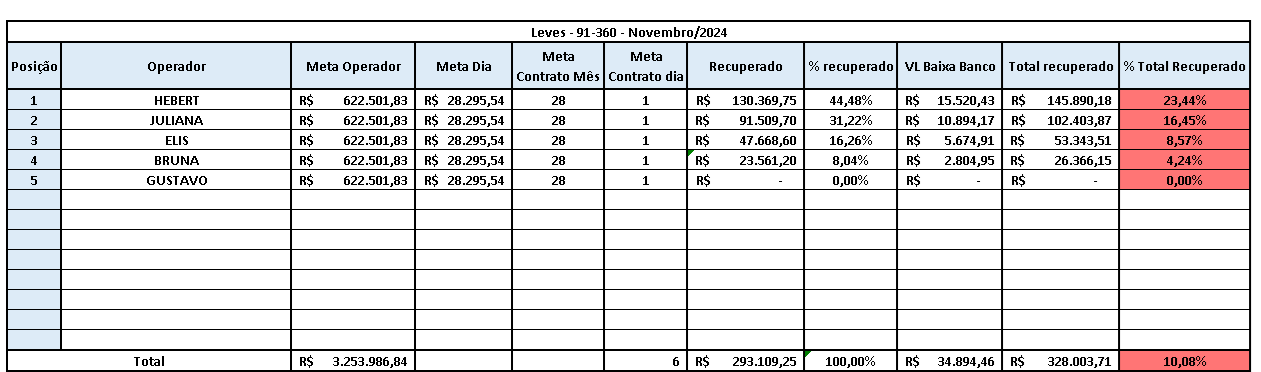 Leves - 91-360 - Novembro/2024
Posição Operador Meta Operador Meta Dia Meta Contrato Mês Meta Contrato dia Recuperado % recuperado VL Baixa Banco Total recuperado % Total Recuperado
1 HEBERT R$ 622.501,83 R$ 28.295,54 28 1 R$ 130.369,75 44,48% R$ 15.520,43 R$ 145.890,18 23,44%
2 JULIANA R$ 622.501,83 R$ 28.295,54 28 1 R$ 91.509,70 31,22% R$ 10.894,17 R$ 102.403,87 16,45%
3 ELIS R$ 622.501,83 R$ 28.295,54 28 1 R$ 47.668,60 16,26% R$ 5.674,91 R$ 53.343,51 8,57%
4 BRUNA R$ 622.501,83 R$ 28.295,54 28 1 R$ 23.561,20 8,04% R$ 2.804,95 R$ 26.366,15 4,24%
5 GUSTAVO R$ 622.501,83 R$ 28.295,54 28 1 R$ - 0,00% R$ - R$ - 0,00%
Total R$ 3.253.986,84 6 R$ 293.109,25 100,00% R$ 34.894,46 R$ 328.003,71 10,08%